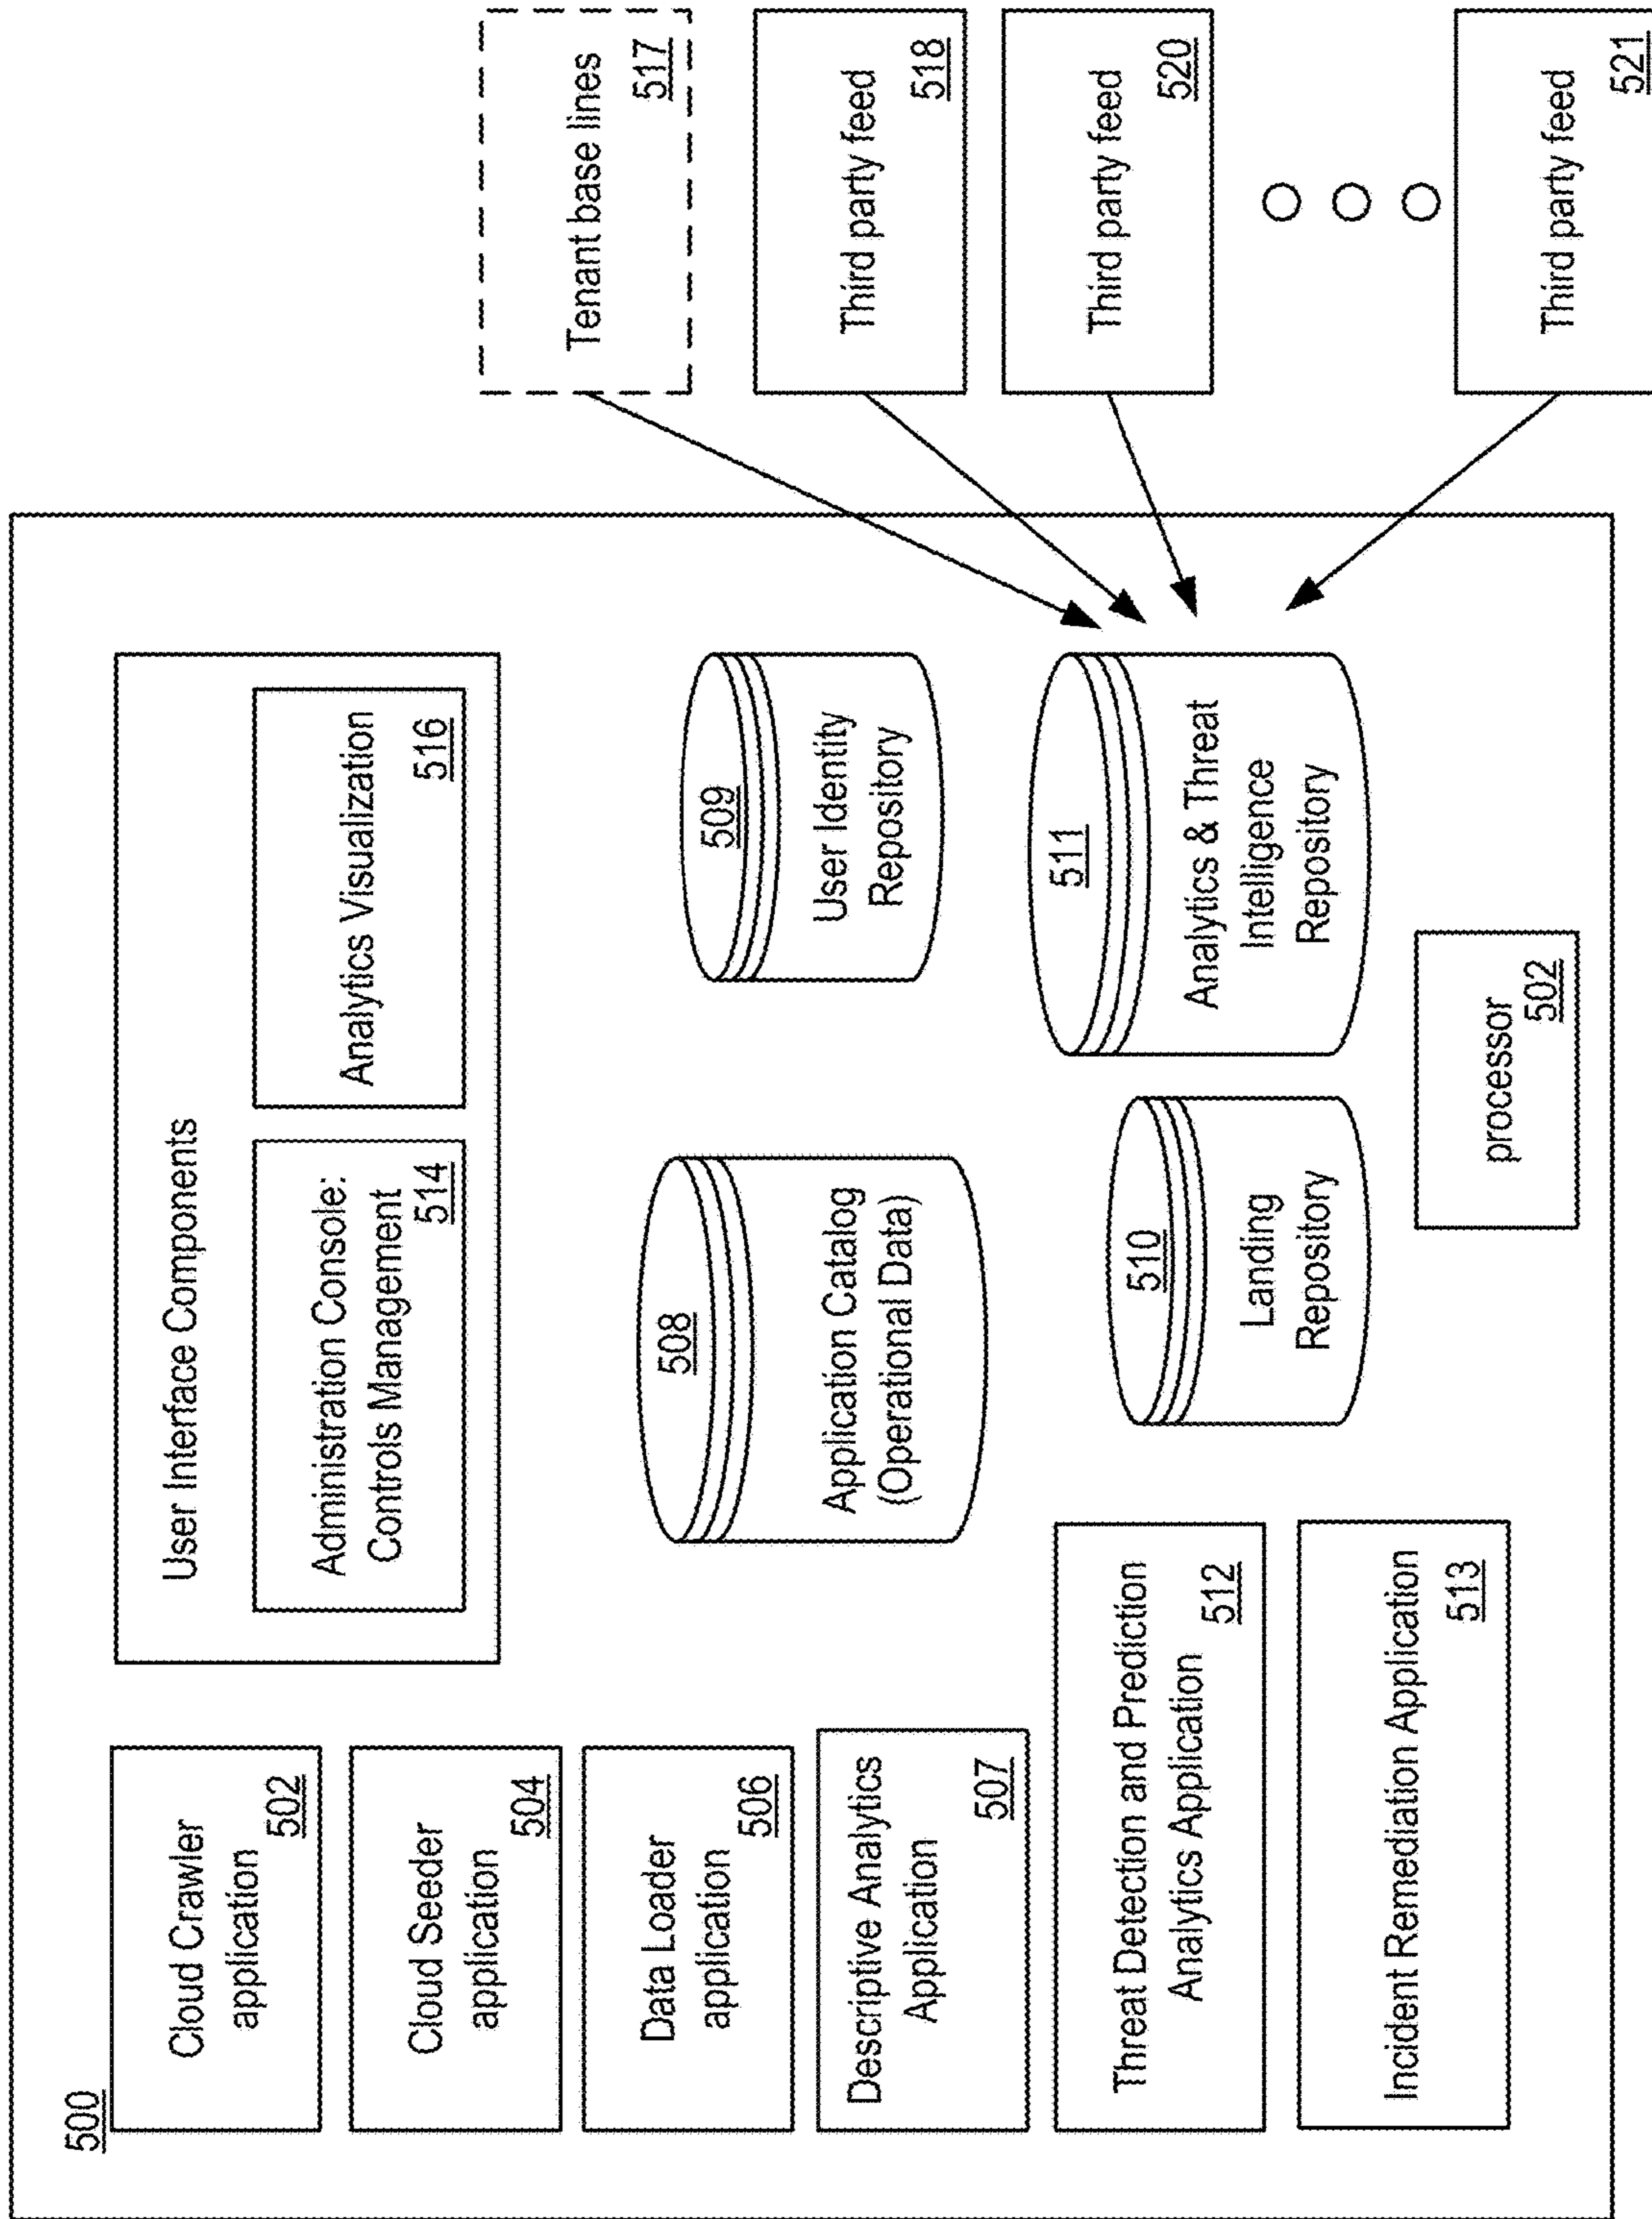 500
Cloud Crawler
application
502
Cloud Seeder
application
504
Data Loader
application
506
Descriptive Analytics
Application
507
Threat Detection and Prediction
Analytics Application
512
Incident Remediation Application
513
User Interface Components
Administration Console:
Controls Management
514
Analytics Visualization
516
508
Application Catalog
(Operational Data)
509
User Identity
Repository
510
Landing
Repository
511
Analytics & Threat
Intelligence
Repository
processor
502
Tenant base lines
517
Third party feed
518
Third party feed
520
Third party feed
521